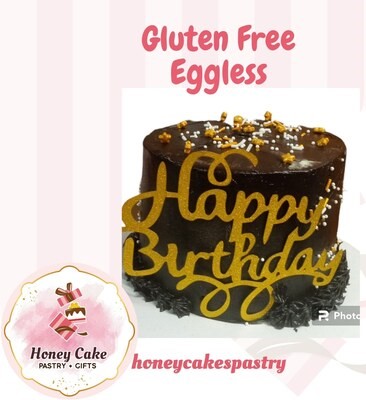 Gluten Free
Eggless
Happy
Birthday
Photo
Honey Cake
PASTRY • GIFTS
honeycakespastry